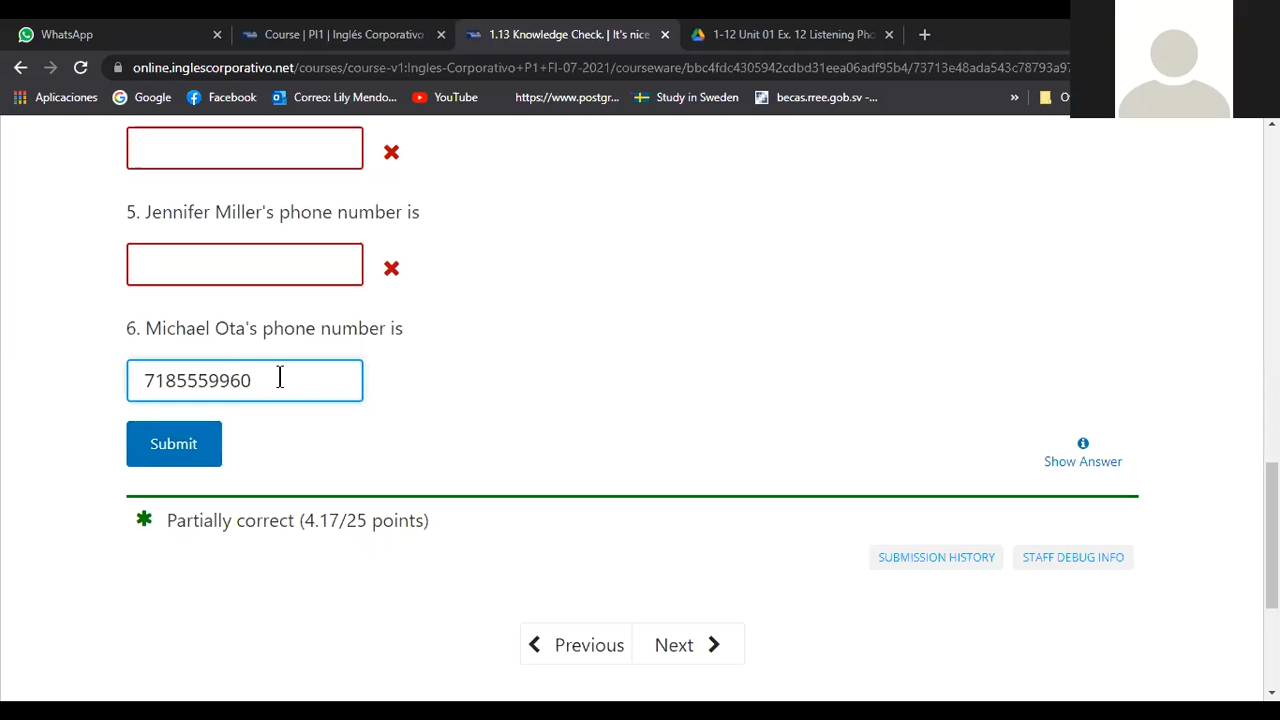 WhatsApp
Course | PI1 | Inglés Corporativo
1.13 Knowledge Check. | It's nice
1-12 Unit 01 Ex. 12 Listening Pho
online.inglescorporativo.net/courses/course-v1:Ingles-Corporativo+P1+FI-07-2021/courseware/bbc4fdc4305942cdbd31eea06adf95b4/73713e48ada543c78793a97
Aplicaciones
Google
Facebook
Correo: Lily Mendo...
YouTube
https://www.postgr...
Study in Sweden
becas.rree.gob.sv –...
»
5. Jennifer Miller's phone number is
6. Michael Ota's phone number is
7185559960
Submit
Show Answer
Partially correct (4.17/25 points)
SUBMISSION HISTORY
STAFF DEBUG INFO
Previous
Next